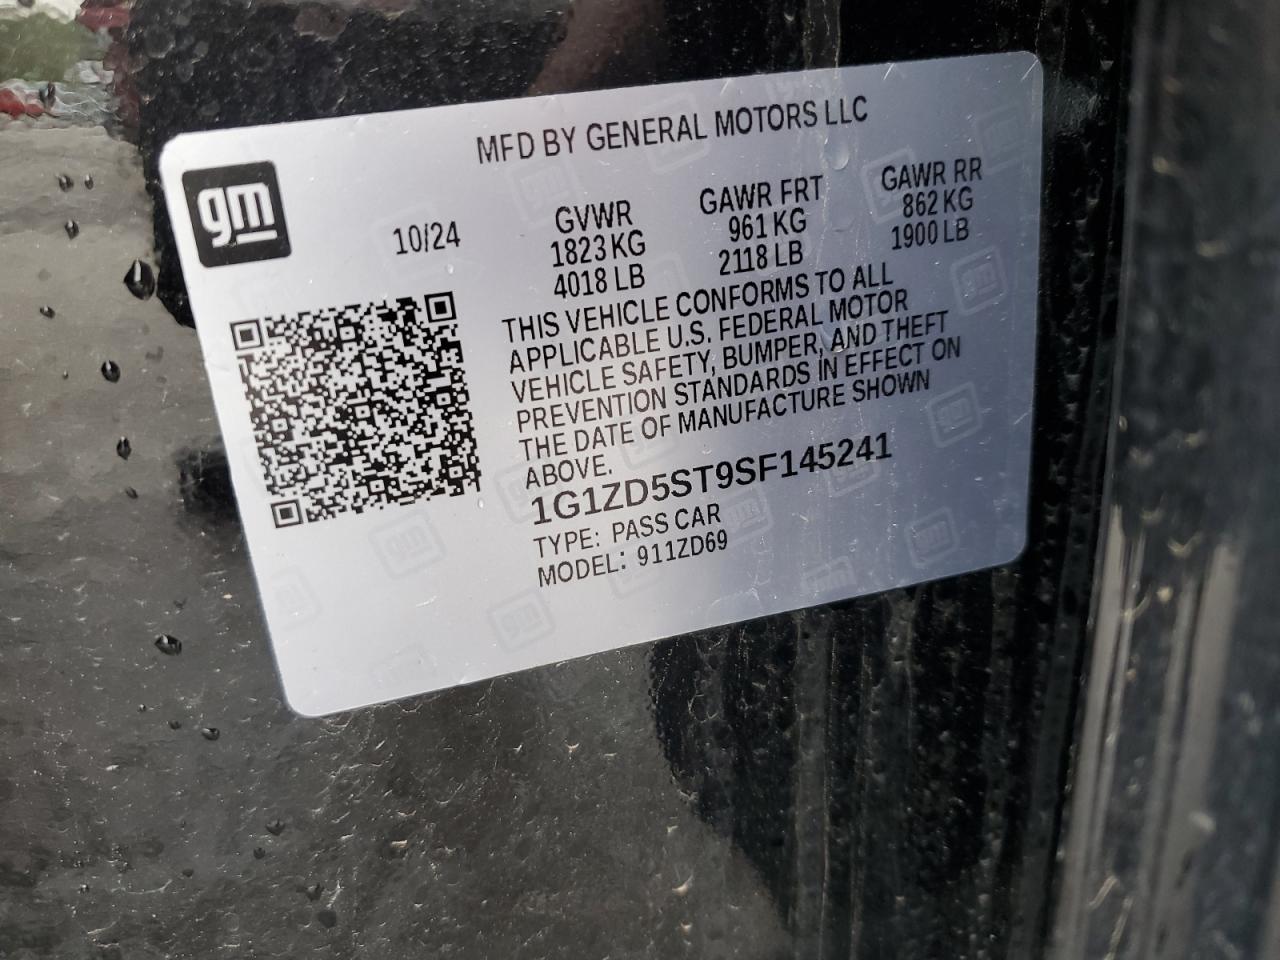 MFD BY GENERAL MOTORS LLC
gm
10/24
GVWR GAWR FRT GAWR RR
1823 KG 961 KG 862 KG
4018 LB 2118 LB 1900 LB
THIS VEHICLE CONFORMS TO ALL
APPLICABLE U.S. FEDERAL MOTOR
VEHICLE SAFETY, BUMPER, AND THEFT
PREVENTION STANDARDS IN EFFECT ON
THE DATE OF MANUFACTURE SHOWN
ABOVE.
1G1ZD5ST9SF145241
TYPE: PASS CAR
MODEL: 911ZD69